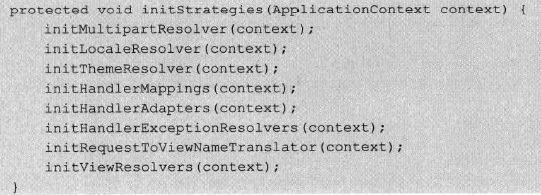 protected void initStrategies(ApplicationContext context) {
    initMultipartResolver(context);
    initLocaleResolver(context);
    initThemeResolver(context);
    initHandlerMappings(context);
    initHandlerAdapters(context);
    initHandlerExceptionResolvers(context);
    initRequestToViewNameTranslator(context);
    initViewResolvers(context);
}